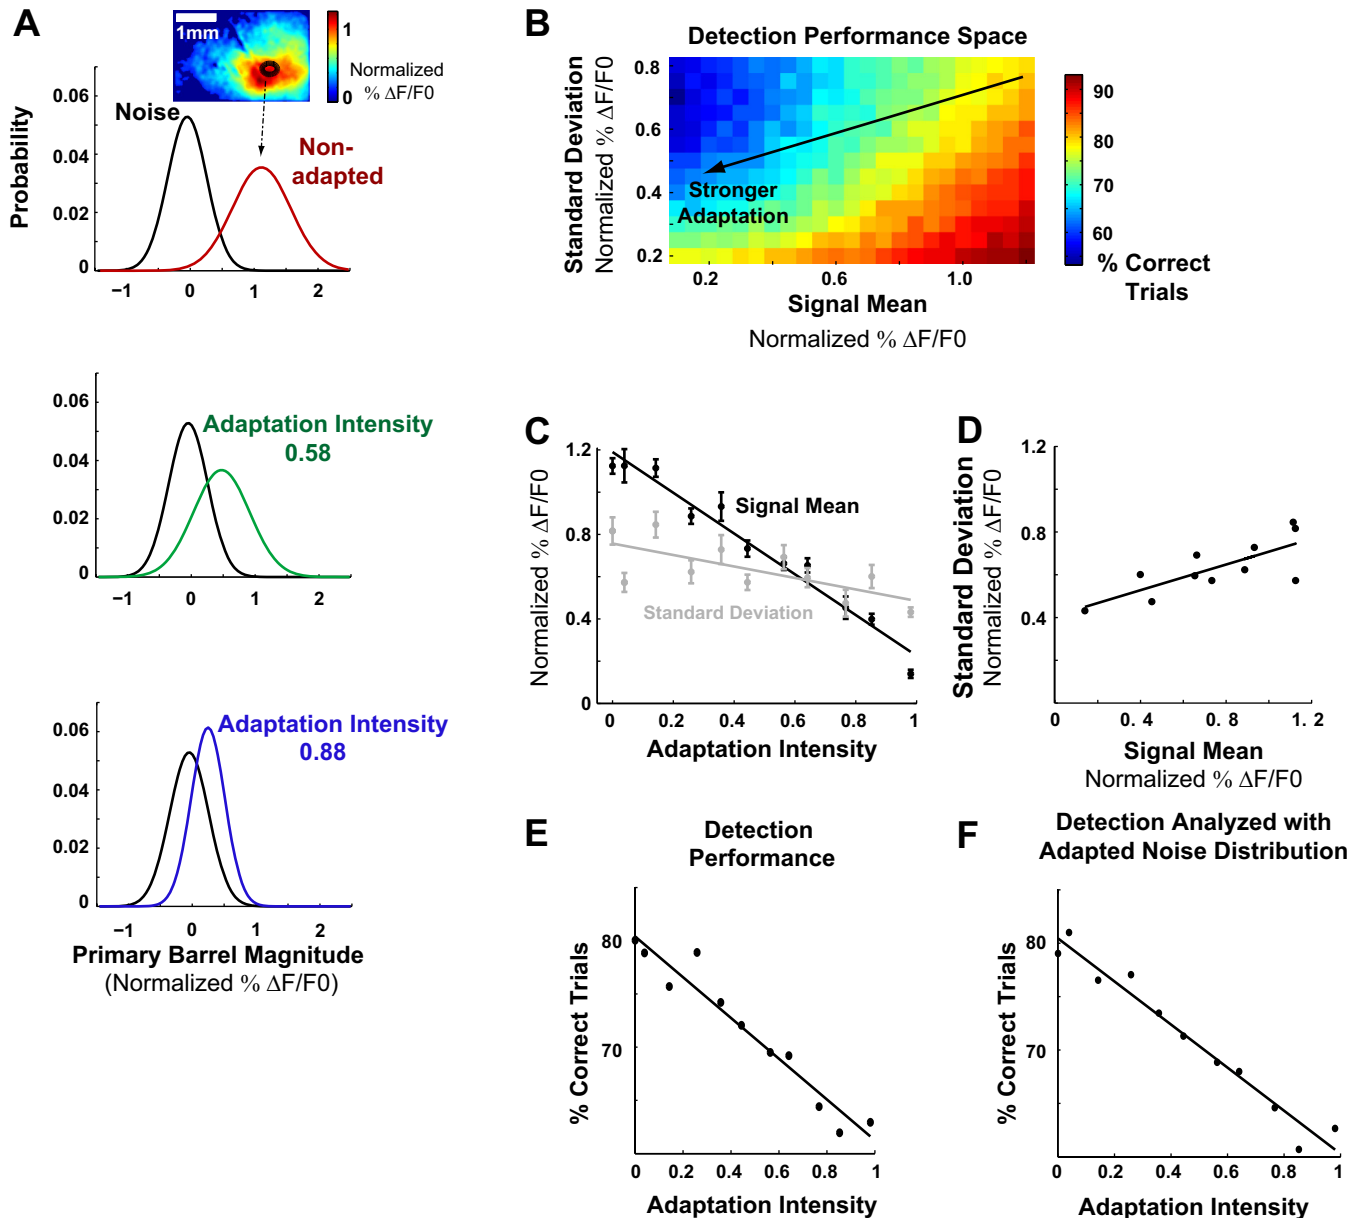 A
1mm
1
0
Normalized
% ΔF/F0
Probability
0.06
0.04
0.02
0
Noise
Non-
adapted
−1 0 1 2
0.06
0.04
0.02
0
Adaptation Intensity
0.58
−1 0 1 2
0.06
0.04
0.02
0
Adaptation Intensity
0.88
−1 0 1 2
Primary Barrel Magnitude
(Normalized % ΔF/F0)
B
Detection Performance Space
Standard Deviation
Normalized % ΔF/F0
0.8
0.6
0.4
0.2
Stronger
Adaptation
0.2 0.6 1.0
Signal Mean
Normalized % ΔF/F0
90
80
70
60
% Correct
Trials
C
Normalized % ΔF/F0
1.2
0.8
0.4
0
Signal Mean
Standard Deviation
0 0.2 0.4 0.6 0.8 1
Adaptation Intensity
D
Standard Deviation
Normalized % ΔF/F0
1.2
0.8
0.4
0 0. 4 0. 8 1. 2
Signal Mean
Normalized % ΔF/F0
E
Detection
Performance
% Correct Trials
80
70
0 0.2 0.4 0.6 0.8 1
Adaptation Intensity
F
Detection Analyzed with
Adapted Noise Distribution
% Correct Trials
80
70
0 0.2 0.4 0.6 0.8 1
Adaptation Intensity